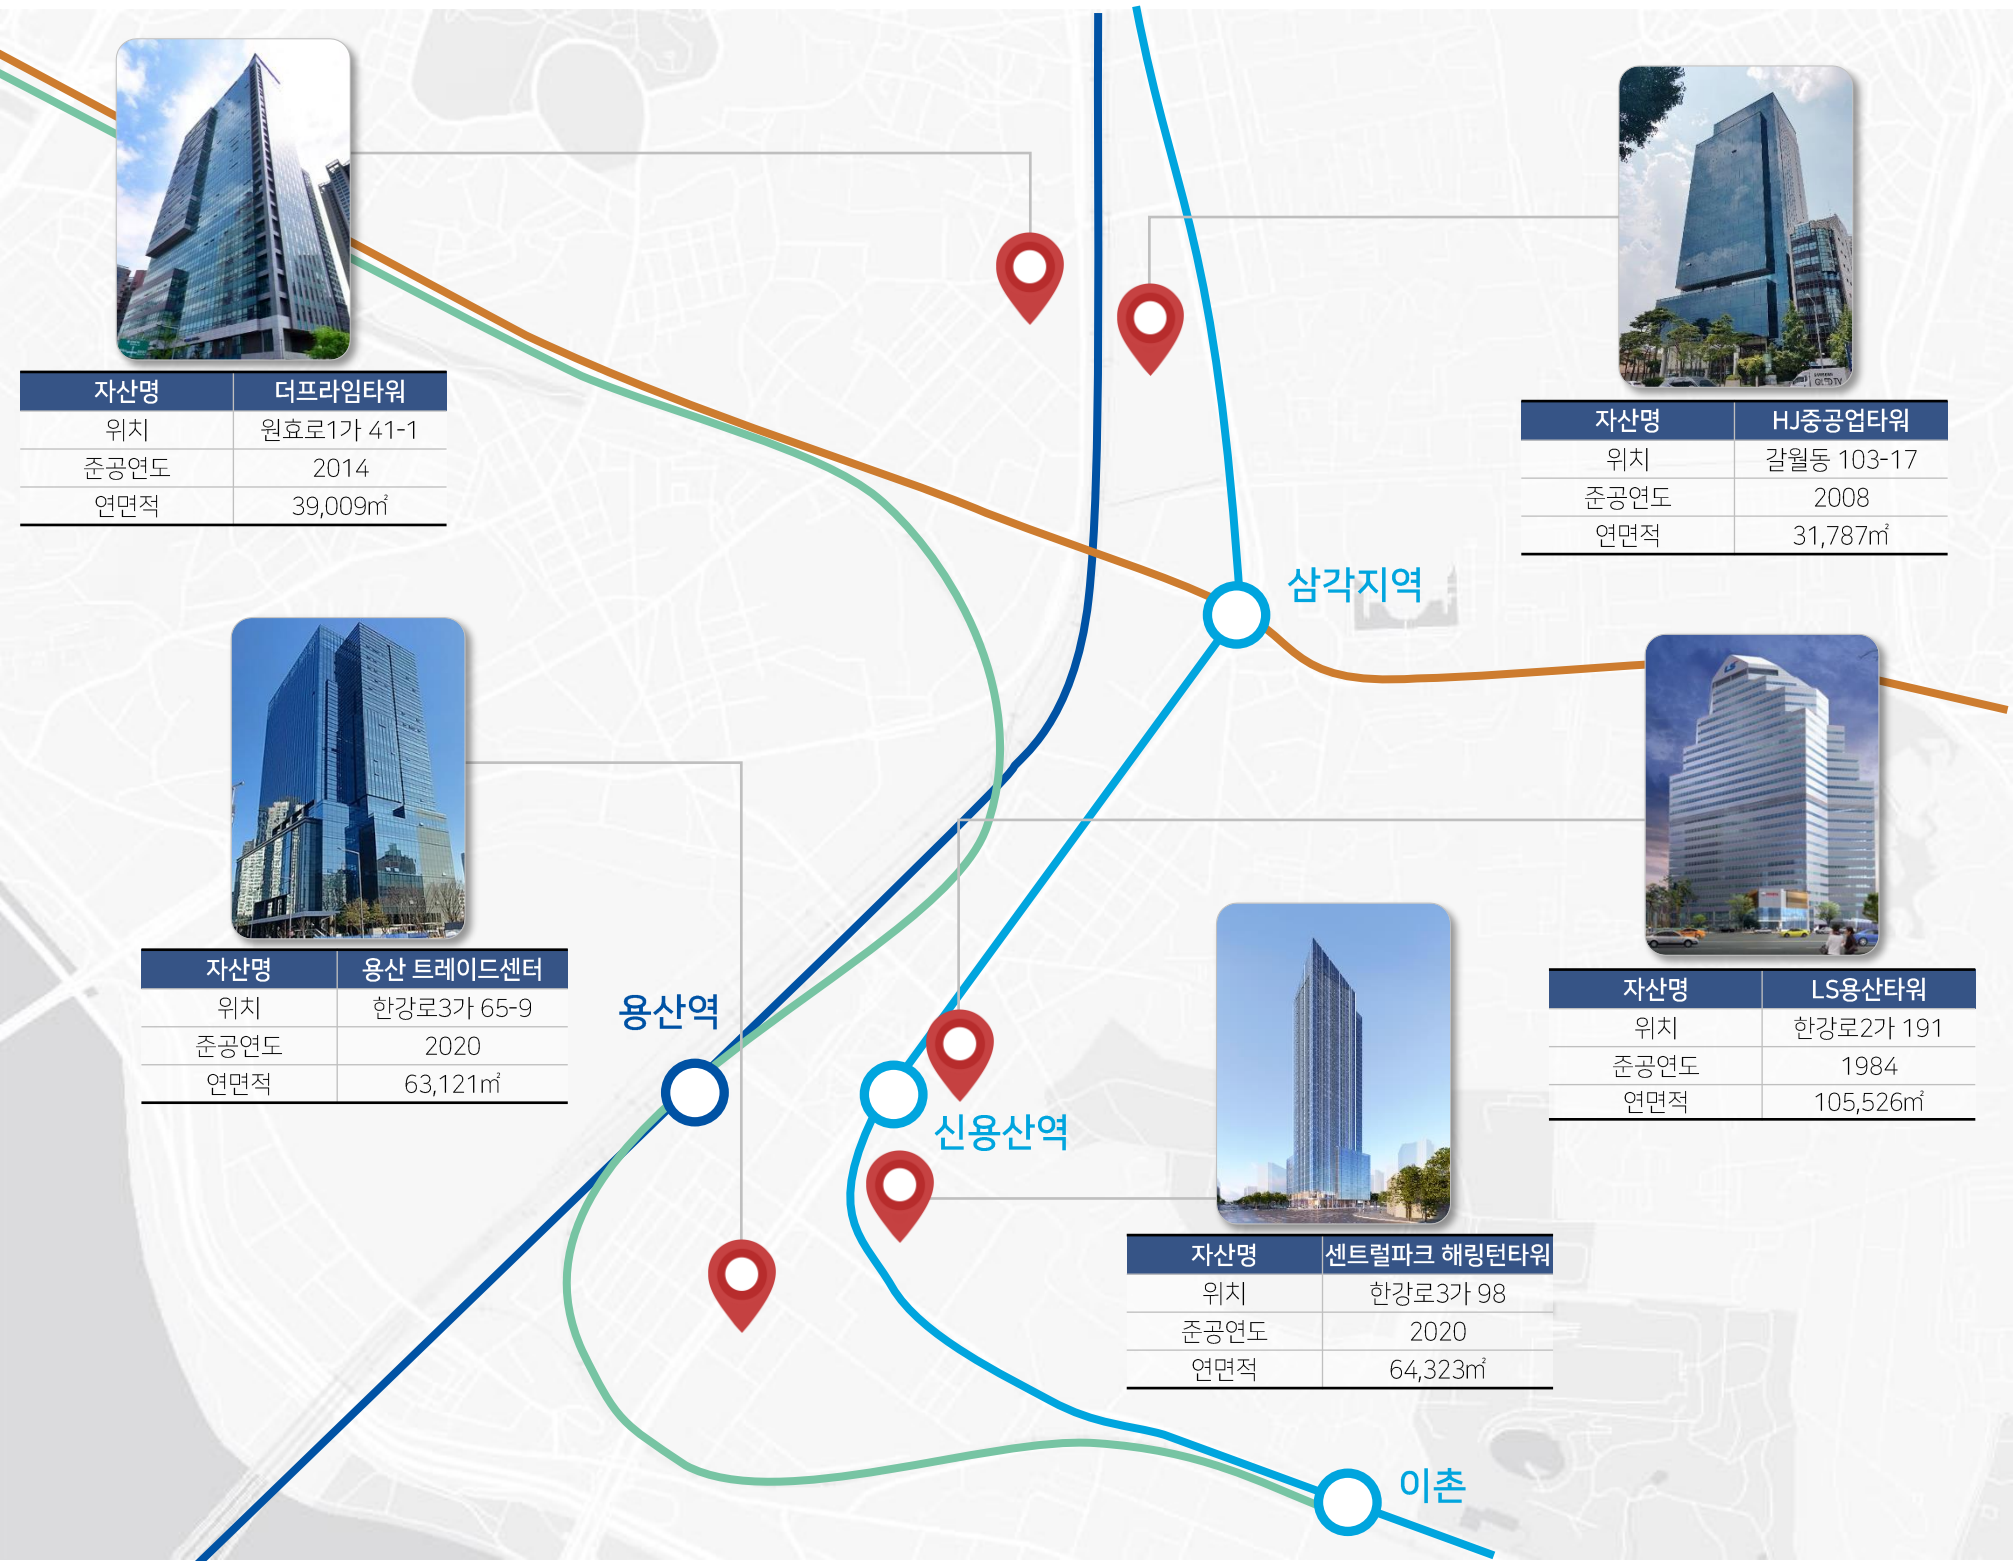 자산명 더프라임타워
위치 원효로1가 41-1
준공연도 2014
연면적 39,009㎡
자산명 HJ중공업타워
위치 갈월동 103-17
준공연도 2008
연면적 31,787㎡
삼각지역
자산명 용산 트레이드센터
위치 한강로3가 65-9
준공연도 2020
연면적 63,121㎡
용산역
LS
자산명 LS용산타워
위치 한강로2가 191
준공연도 1984
연면적 105,526㎡
신용산역
자산명 센트럴파크 해링턴타워
위치 한강로3가 98
준공연도 2020
연면적 64,323㎡
이촌